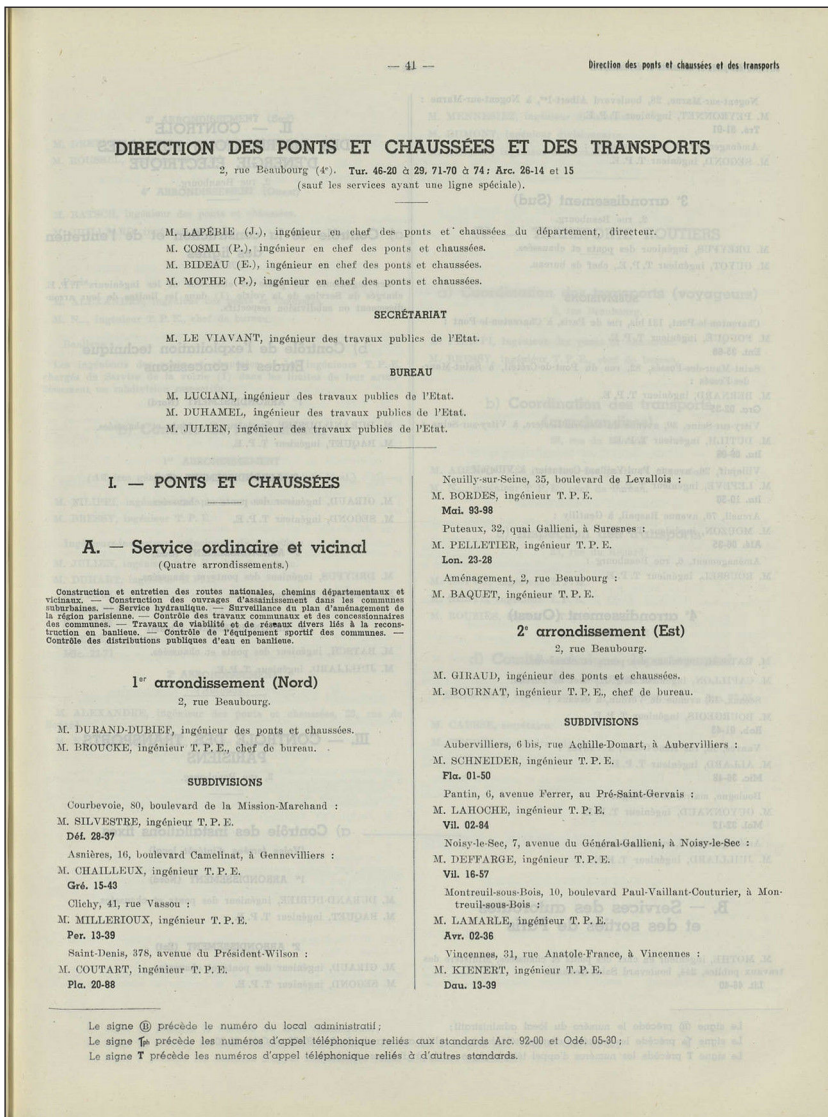 — 41 —
Direction des ponts et chaussées et des transports
DIRECTION DES PONTS ET CHAUSSÉES ET DES TRANSPORTS
2, rue Beaubourg (4e). Tur. 46-20 à 29, 71-70 à 74; Arc. 26-14 et 15
(sauf les services ayant une ligne spéciale).
M. LAPÉBIE (J.), ingénieur en chef des ponts et chaussées du département, directeur.
M. COSMI (P.), ingénieur en chef des ponts et chaussées.
M. BIDEAU (E.), ingénieur en chef des ponts et chaussées.
M. MOTHE (P.), ingénieur en chef des ponts et chaussées.
SECRÉTARIAT
M. LE VIAVANT, ingénieur des travaux publics de l'Etat.
BUREAU
M. LUCIANI, ingénieur des travaux publics de l'Etat.
M. DUHAMEL, ingénieur des travaux publics de l'Etat.
M. JULIEN, ingénieur des travaux publics de l'Etat.
I. — PONTS ET CHAUSSÉES
A. — Service ordinaire et vicinal
(Quatre arrondissements.)
Construction et entretien des routes nationales, chemins départementaux et
vicinaux. — Construction des ouvrages d'assainissement dans les communes
suburbaines. — Service hydraulique. — Surveillance du plan d'aménagement de
la région parisienne. — Contrôle des travaux communaux et des concessionnaires
des communes. — Travaux de viabilité et de réseaux divers liés à la recons-
truction en banlieue. — Contrôle de l'équipement sportif des communes. —
Contrôle des distributions publiques d'eau en banlieue.
1er arrondissement (Nord)
2, rue Beaubourg.
M. DURAND-DUBIEF, ingénieur des ponts et chaussées.
M. BROUCKE, ingénieur T. P. E., chef de bureau.
SUBDIVISIONS
Courbevoie, 80, boulevard de la Mission-Marchand :
M. SILVESTRE, ingénieur T. P. E.
Déf. 28-37
Asnières, 16, boulevard Camelinat, à Gennevilliers :
M. CHAILLEUX, ingénieur T. P. E.
Gré. 15-43
Clichy, 41, rue Vassou :
M. MILLERIOUX, ingénieur T. P. E.
Per. 13-39
Saint-Denis, 378, avenue du Président-Wilson :
M. COUTART, ingénieur T. P. E.
Pla. 20-88
Neuilly-sur-Seine, 35, boulevard de Levallois :
M. BORDES, ingénieur T. P. E.
Mai. 93-98
Puteaux, 32, quai Gallieni, à Suresnes :
M. PELLETIER, ingénieur T. P. E.
Lon. 23-28
Aménagement, 2, rue Beaubourg :
M. BAQUET, ingénieur T. P. E.
2e arrondissement (Est)
2, rue Beaubourg.
M. GIRAUD, ingénieur des ponts et chaussées.
M. BOURNAT, ingénieur T. P. E., chef de bureau.
SUBDIVISIONS
Aubervilliers, 6 bis, rue Achille-Domart, à Aubervilliers :
M. SCHNEIDER, ingénieur T. P. E.
Fla. 01-50
Pantin, 6, avenue Ferrer, au Pré-Saint-Gervais :
M. LAHOCHE, ingénieur T. P. E.
Vil. 02-84
Noisy-le-Sec, 7, avenue du Général-Gallieni, à Noisy-le-Sec :
M. DEFFARGE, ingénieur T. P. E.
Vil. 16-57
Montreuil-sous-Bois, 10, boulevard Paul-Vaillant-Couturier, à Mon-
treuil-sous-Bois :
M. LAMARLE, ingénieur T. P. E.
Avr. 02-36
Vincennes, 31, rue Anatole-France, à Vincennes :
M. KIENERT, ingénieur T. P. E.
Dau. 13-39
Le signe Ⓑ précède le numéro du local administratif;
Le signe Tph précède les numéros d'appel téléphonique reliés aux standards Arc. 92-00 et Odé. 05-30;
Le signe T précède les numéros d'appel téléphonique reliés à d'autres standards.